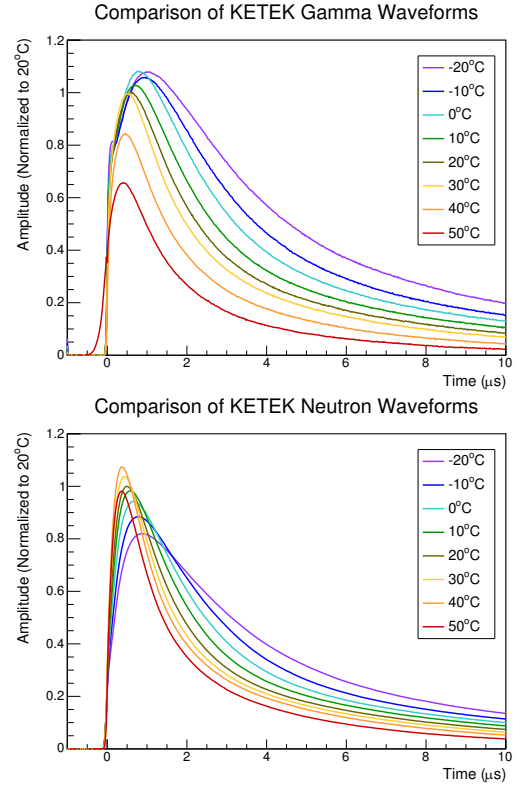 Comparison of KETEK Gamma Waveforms
Amplitude (Normalized to 20°C)
1.2
1
0.8
0.6
0.4
0.2
0
-20°C
-10°C
0°C
10°C
20°C
30°C
40°C
50°C
0 2 4 6 8 10
Time (μs)
Comparison of KETEK Neutron Waveforms
Amplitude (Normalized to 20°C)
1.2
1
0.8
0.6
0.4
0.2
0
-20°C
-10°C
0°C
10°C
20°C
30°C
40°C
50°C
0 2 4 6 8 10
Time (μs)